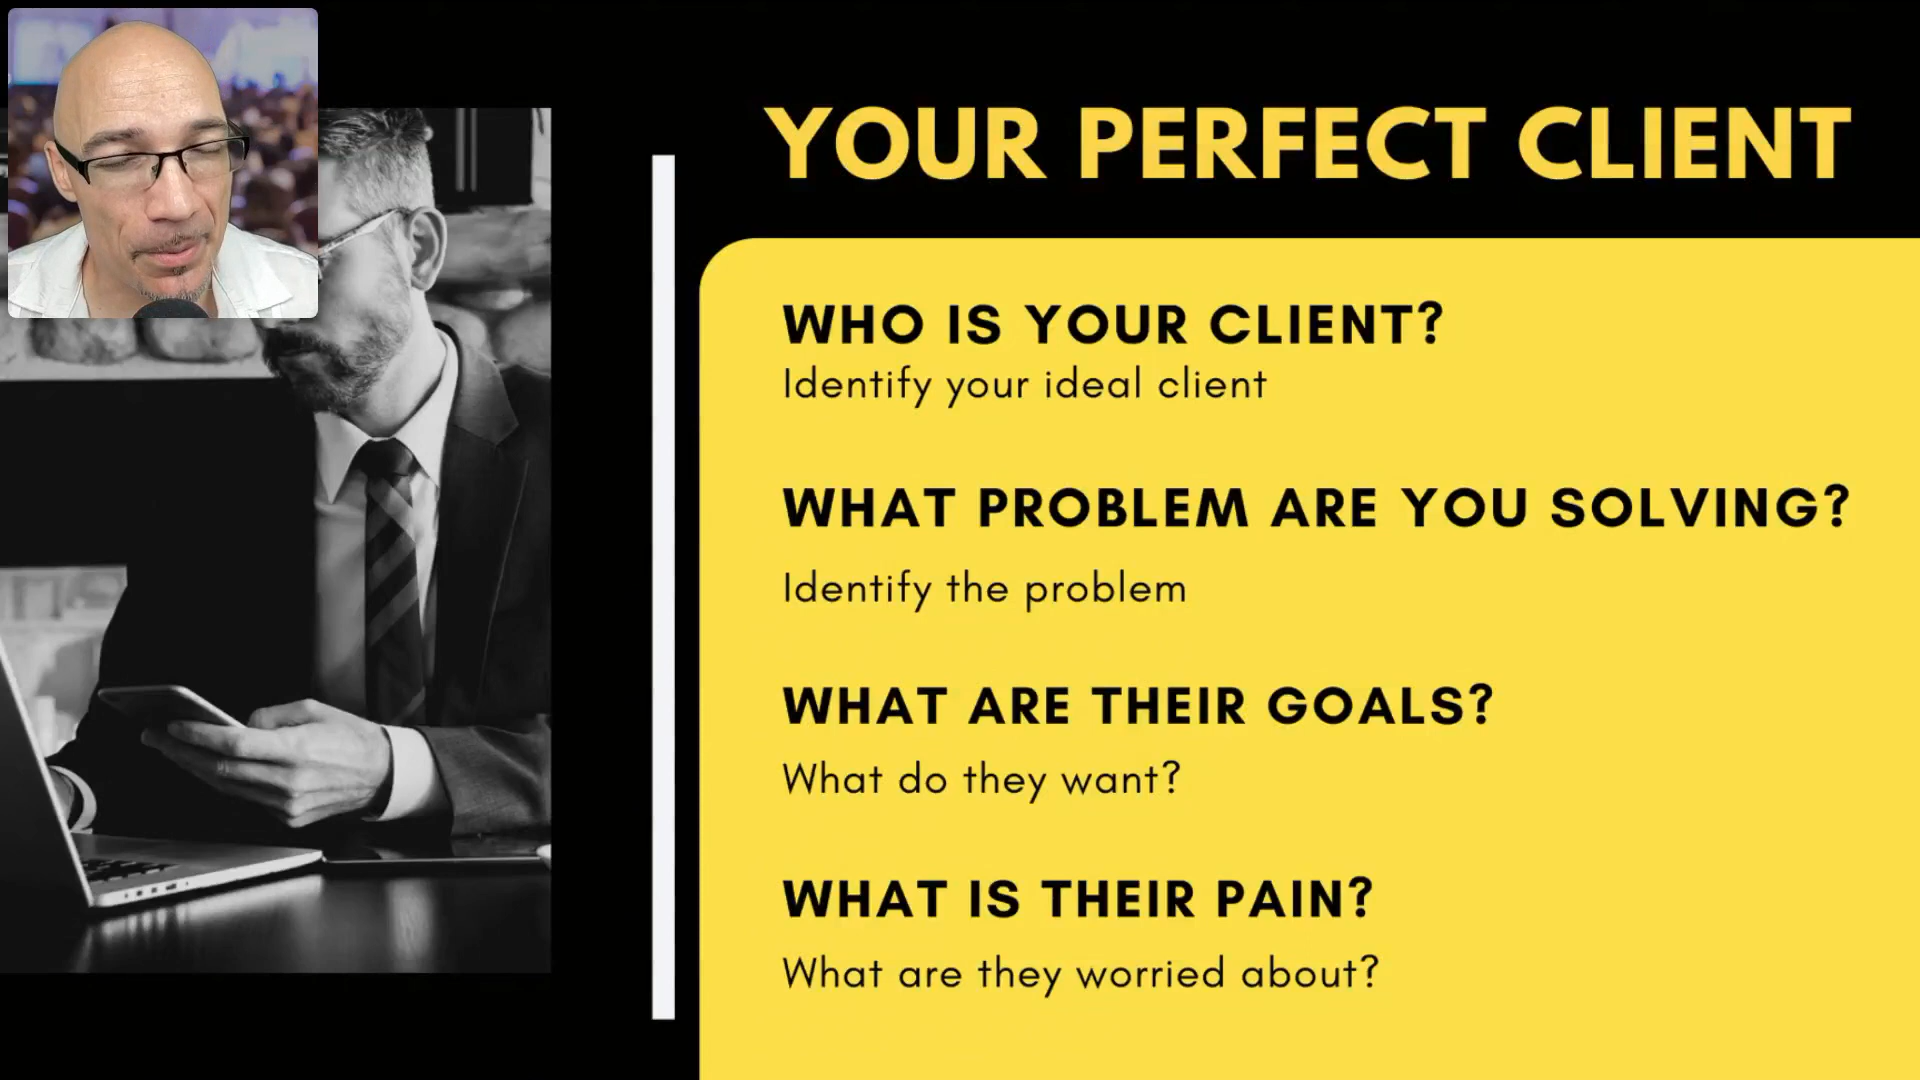 YOUR PERFECT CLIENT
WHO IS YOUR CLIENT?
Identify your ideal client
WHAT PROBLEM ARE YOU SOLVING?
Identify the problem
WHAT ARE THEIR GOALS?
What do they want?
WHAT IS THEIR PAIN?
What are they worried about?